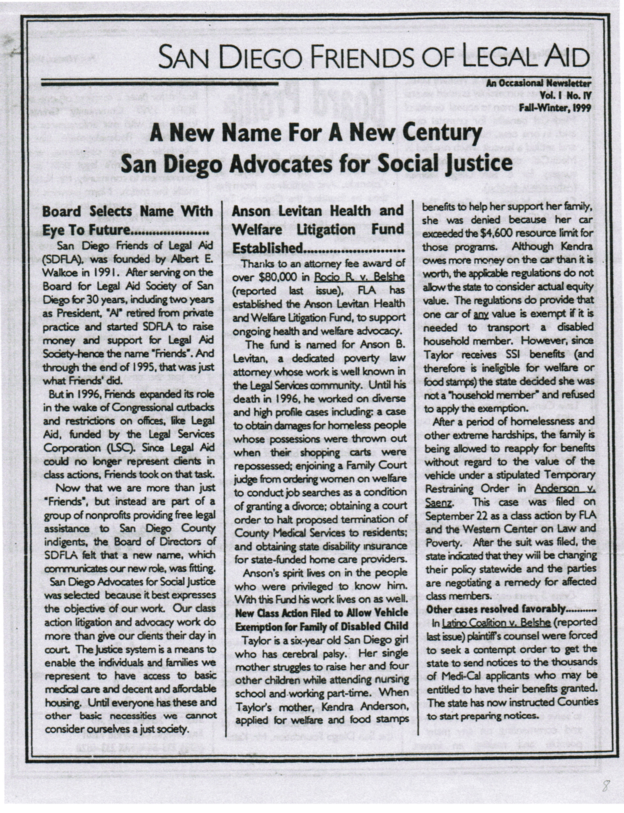 SAN DIEGO FRIENDS OF LEGAL AID
An Occasional Newsletter
Vol. I No. IV
Fall-Winter, 1999
A New Name For A New Century
San Diego Advocates for Social Justice
Board Selects Name With
Eye To Future.....................
San Diego Friends of Legal Aid
(SDFLA), was founded by Albert E.
Walkoe in 1991. After serving on the
Board for Legal Aid Society of San
Diego for 30 years, including two years
as President, "Al" retired from private
practice and started SDFLA to raise
money and support for Legal Aid
Society-hence the name "Friends". And
through the end of 1995, that was just
what Friends' did.
But in 1996, Friends expanded its role
in the wake of Congressional cutbacks
and restrictions on offices, like Legal
Aid, funded by the Legal Services
Corporation (LSC). Since Legal Aid
could no longer represent clients in
class actions, Friends took on that task.
Now that we are more than just
"Friends", but instead are part of a
group of nonprofits providing free legal
assistance to San Diego County
indigents, the Board of Directors of
SDFLA felt that a new name, which
communicates our new role, was fitting.
San Diego Advocates for Social Justice
was selected because it best expresses
the objective of our work. Our class
action litigation and advocacy work do
more than give our clients their day in
court. The Justice system is a means to
enable the individuals and families we
represent to have access to basic
medical care and decent and affordable
housing. Until everyone has these and
other basic necessities we cannot
consider ourselves a just society.
Anson Levitan Health and
Welfare Litigation Fund
Established...........................
Thanks to an attorney fee award of
over $80,000 in Rocio R. v. Belshe
(reported last issue), FLA has
established the Anson Levitan Health
and Welfare Litigation Fund, to support
ongoing health and welfare advocacy.
The fund is named for Anson B.
Levitan, a dedicated poverty law
attorney whose work is well known in
the Legal Services community. Until his
death in 1996, he worked on diverse
and high profile cases including: a case
to obtain damages for homeless people
whose possessions were thrown out
when their shopping carts were
repossessed; enjoining a Family Court
judge from ordering women on welfare
to conduct job searches as a condition
of granting a divorce; obtaining a court
order to halt proposed termination of
County Medical Services to residents;
and obtaining state disability insurance
for state-funded home care providers.
Anson's spirit lives on in the people
who were privileged to know him.
With this Fund his work lives on as well.
New Class Action Filed to Allow Vehicle
Exemption for Family of Disabled Child
Taylor is a six-year old San Diego girl
who has cerebral palsy. Her single
mother struggles to raise her and four
other children while attending nursing
school and working part-time. When
Taylor's mother, Kendra Anderson,
applied for welfare and food stamps
benefits to help her support her family,
she was denied because her car
exceeded the $4,600 resource limit for
those programs. Although Kendra
owes more money on the car than it is
worth, the applicable regulations do not
allow the state to consider actual equity
value. The regulations do provide that
one car of any value is exempt if it is
needed to transport a disabled
household member. However, since
Taylor receives SSI benefits (and
therefore is ineligible for welfare or
food stamps) the state decided she was
not a "household member" and refused
to apply the exemption.
After a period of homelessness and
other extreme hardships, the family is
being allowed to reapply for benefits
without regard to the value of the
vehicle under a stipulated Temporary
Restraining Order in Anderson v.
Saenz. This case was filed on
September 22 as a class action by FLA
and the Western Center on Law and
Poverty. After the suit was filed, the
state indicated that they will be changing
their policy statewide and the parties
are negotiating a remedy for affected
class members.
Other cases resolved favorably..........
In Latino Coalition v. Belshe (reported
last issue) plaintiff's counsel were forced
to seek a contempt order to get the
state to send notices to the thousands
of Medi-Cal applicants who may be
entitled to have their benefits granted.
The state has now instructed Counties
to start preparing notices.
8